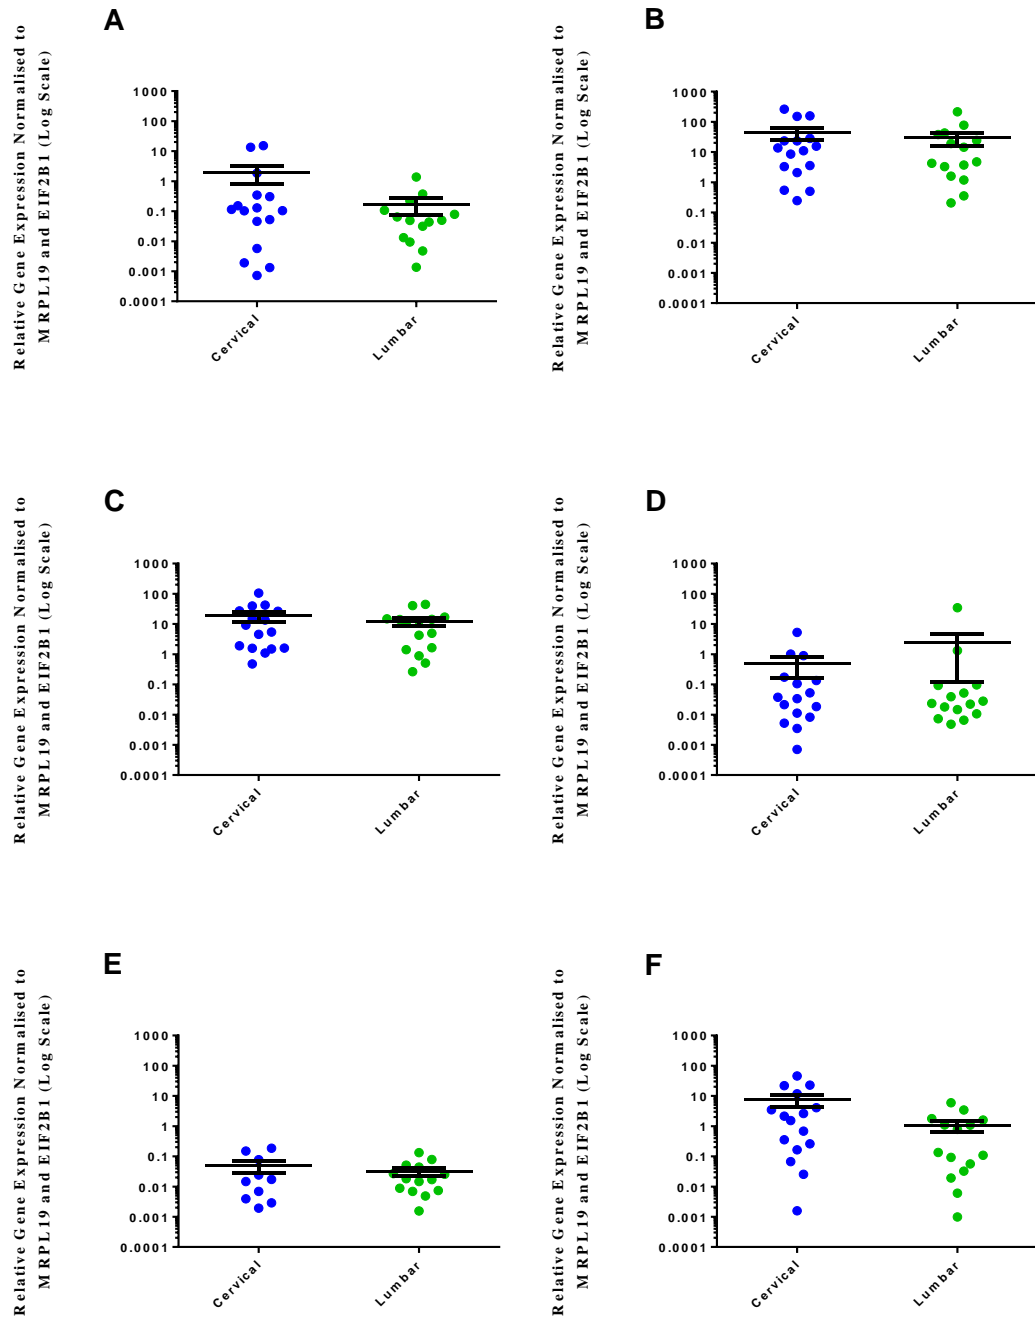 A
Relative Gene Expression Normalised to
MRPL19 and EIF2B1 (Log Scale)
1000
100
10
1
0.1
0.01
0.001
0.0001
Cervical
Lumbar
B
Relative Gene Expression Normalised to
MRPL19 and EIF2B1 (Log Scale)
1000
100
10
1
0.1
0.01
0.001
0.0001
Cervical
Lumbar
C
Relative Gene Expression Normalised to
MRPL19 and EIF2B1 (Log Scale)
1000
100
10
1
0.1
0.01
0.001
0.0001
Cervical
Lumbar
D
Relative Gene Expression Normalised to
MRPL19 and EIF2B1 (Log Scale)
1000
100
10
1
0.1
0.01
0.001
0.0001
Cervical
Lumbar
E
Relative Gene Expression Normalised to
MRPL19 and EIF2B1 (Log Scale)
1000
100
10
1
0.1
0.01
0.001
0.0001
Cervical
Lumbar
F
Relative Gene Expression Normalised to
MRPL19 and EIF2B1 (Log Scale)
1000
100
10
1
0.1
0.01
0.001
0.0001
Cervical
Lumbar